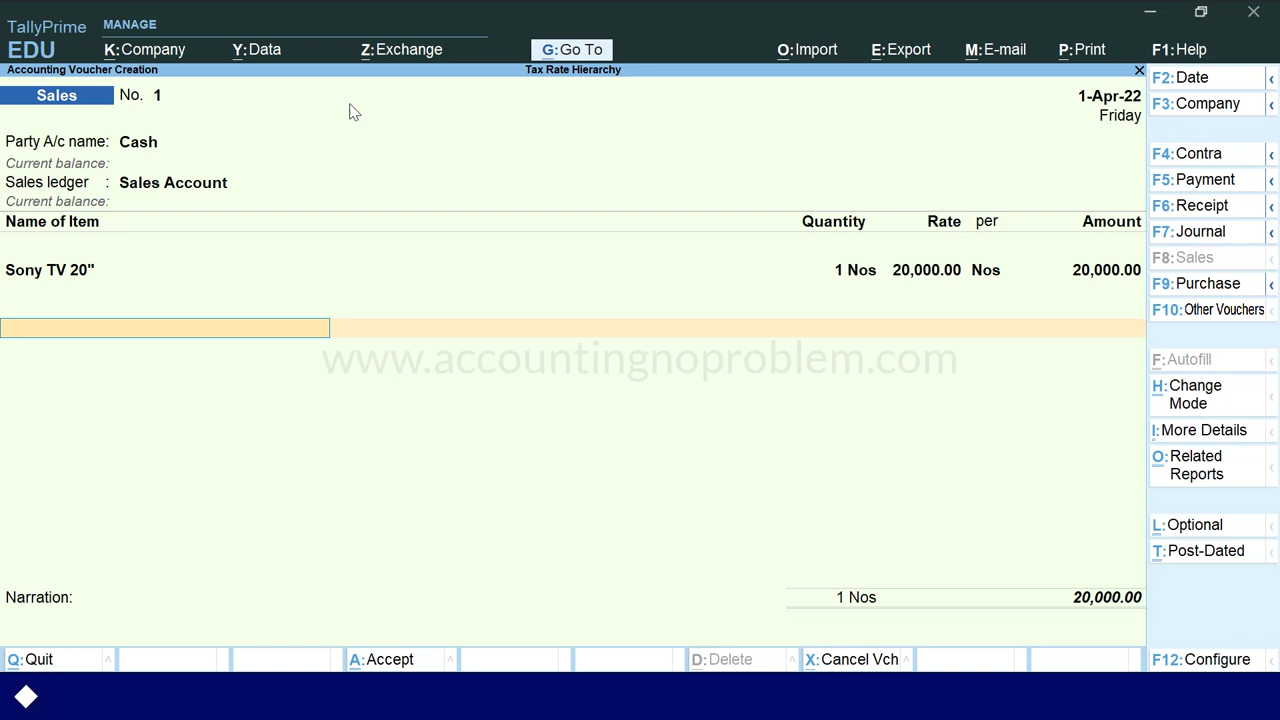 TallyPrime MANAGE
EDU K:Company Y:Data Z:Exchange G:Go To O:Import E:Export M:E-mail P:Print F1:Help
Accounting Voucher Creation Tax Rate Hierarchy
Sales No. 1 1-Apr-22
Friday
Party A/c name: Cash
Current balance:
Sales ledger : Sales Account
Current balance:
Name of Item Quantity Rate per Amount
Sony TV 20" 1 Nos 20,000.00 Nos 20,000.00
www.accountingnoproblem.com
Narration: 1 Nos 20,000.00
F2:Date
F3:Company
F4:Contra
F5:Payment
F6:Receipt
F7:Journal
F8:Sales
F9:Purchase
F10:Other Vouchers
F:Autofill
H:Change
Mode
I:More Details
O:Related
Reports
L:Optional
T:Post-Dated
Q:Quit A:Accept D:Delete X:Cancel Vch F12:Configure